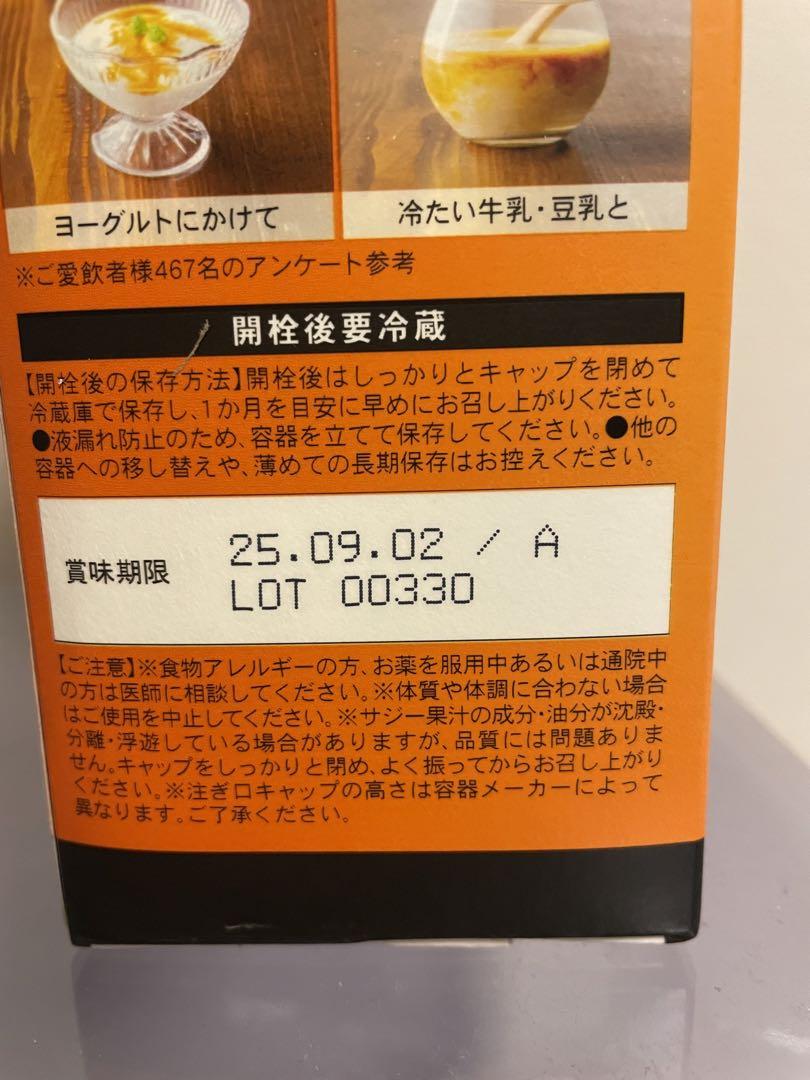 ヨーグルトにかけて
冷たい牛乳・豆乳と
※ご愛飲者様467名のアンケート参考
開栓後要冷蔵
【開栓後の保存方法】開栓後はしっかりとキャップを閉めて
冷蔵庫で保存し、1か月を目安に早めにお召し上がりください。
●液漏れ防止のため、容器を立てて保存してください。●他の
容器への移し替えや、薄めての長期保存はお控えください。
賞味期限
25.09.02 / A
LOT 00330
【ご注意】※食物アレルギーの方、お薬を服用中あるいは通院中
の方は医師に相談してください。※体質や体調に合わない場合
はご使用を中止してください。※サジー果汁の成分・油分が沈殿・
分離・浮遊している場合がありますが、品質には問題ありま
せん。キャップをしっかりと閉め、よく振ってからお召し上がり
ください。※注ぎ口キャップの高さは容器メーカーによって
異なります。ご了承ください。